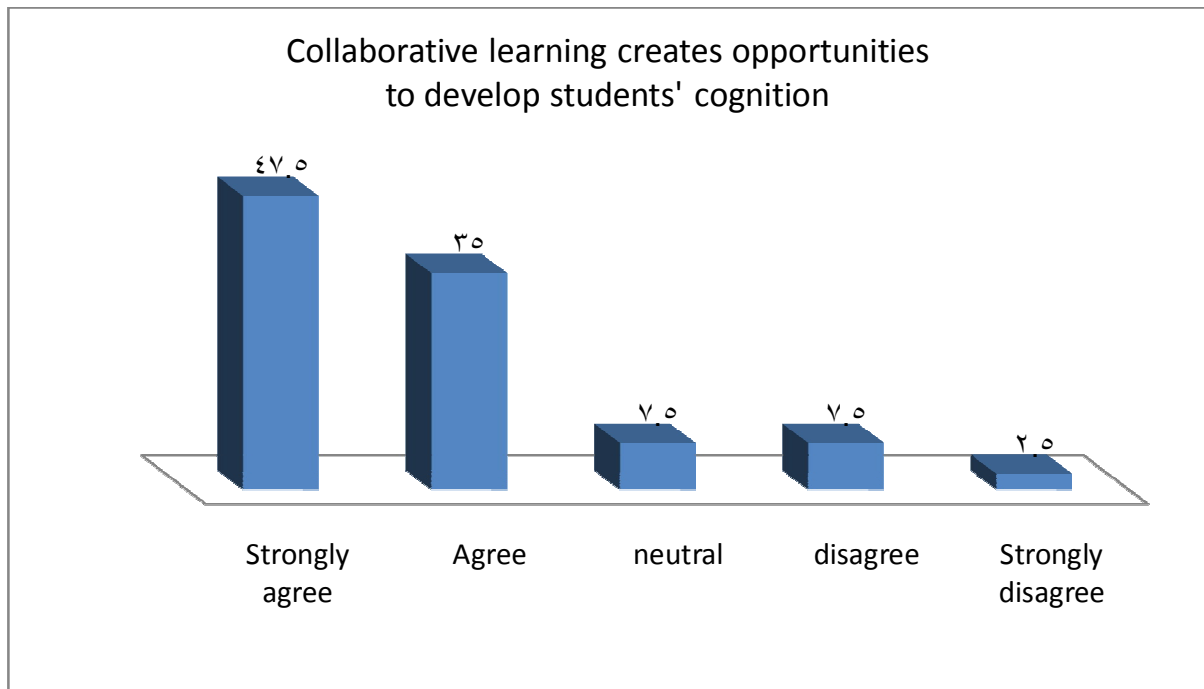 Collaborative learning creates opportunities
to develop students' cognition
٤٧.٥
٣٥
٧.٥
٧.٥
٢.٥
Strongly
agree
Agree
neutral
disagree
Strongly
disagree